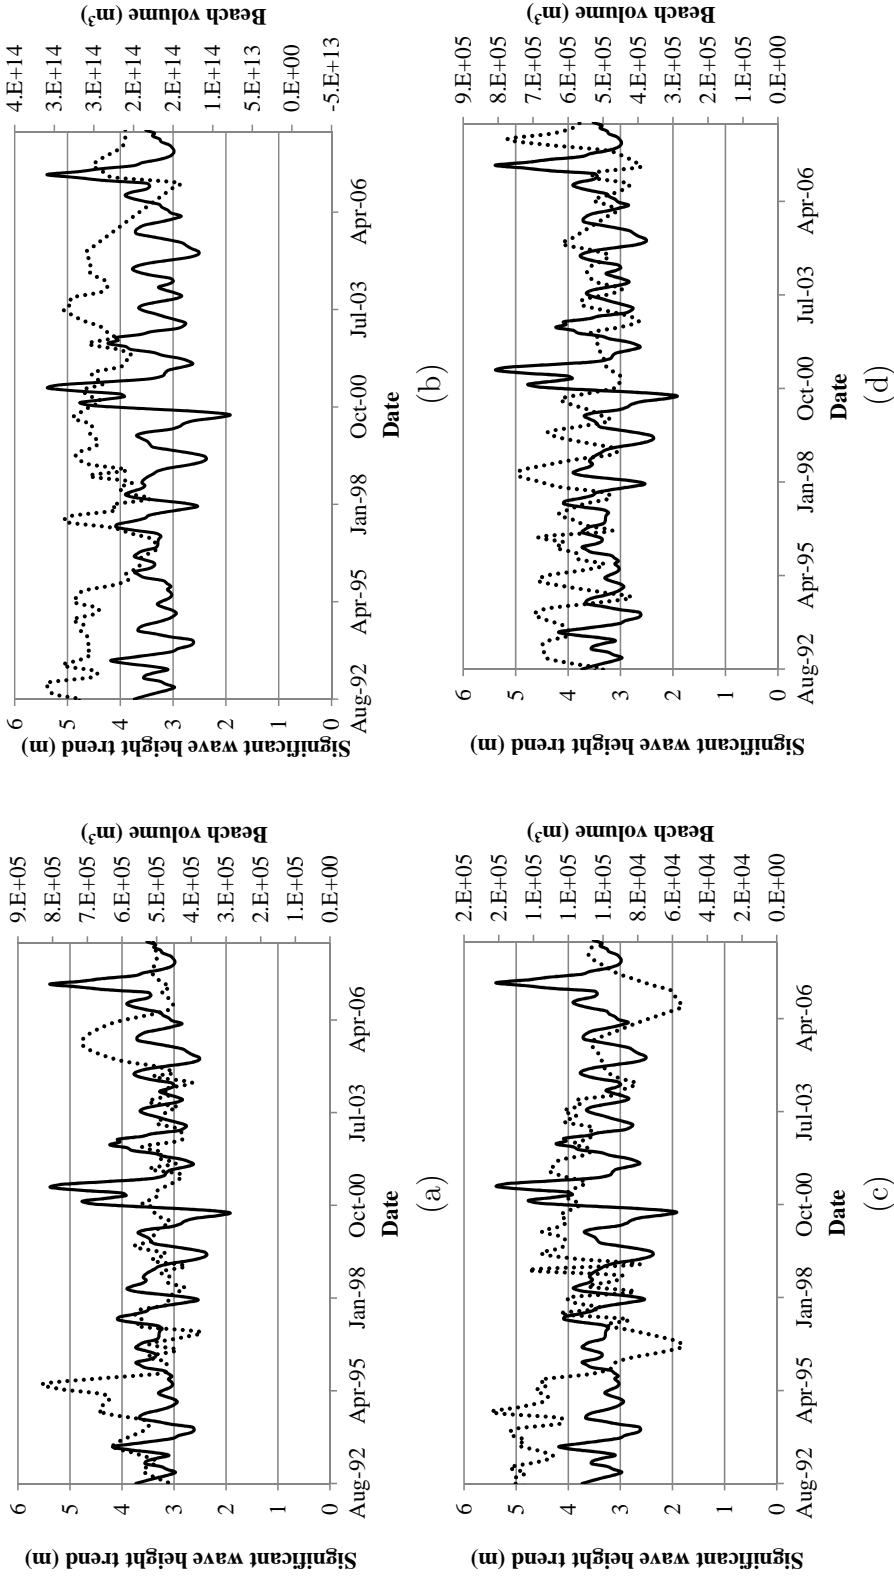 Significant wave height trend (m)
6
5
4
3
2
1
0
Aug-92
Apr-95
Jan-98
Oct-00
Jul-03
Apr-06
Date
9.E+05
8.E+05
7.E+05
6.E+05
5.E+05
4.E+05
3.E+05
1.E+05
1.E+05
0.E+00
Beach volume (m³)
(a)
Significant wave height trend (m)
6
5
4
3
2
1
0
Aug-92
Apr-95
Jan-98
Oct-00
Jul-03
Apr-06
Date
4.E+14
3.E+14
3.E+14
2.E+14
2.E+14
1.E+14
5.E+13
0.E+00
-5.E+13
Beach volume (m³)
(b)
Significant wave height trend (m)
6
5
4
3
2
1
0
Aug-92
Apr-95
Jan-98
Oct-00
Jul-03
Apr-06
Date
2.E+05
2.E+05
1.E+05
1.E+05
1.E+05
8.E+04
6.E+04
4.E+04
2.E+04
0.E+00
Beach volume (m³)
(c)
Significant wave height trend (m)
6
5
4
3
2
1
0
Aug-92
Apr-95
Jan-98
Oct-00
Jul-03
Apr-06
Date
9.E+05
8.E+05
7.E+05
6.E+05
5.E+05
4.E+05
3.E+05
1.E+05
1.E+05
0.E+00
Beach volume (m³)
(d)